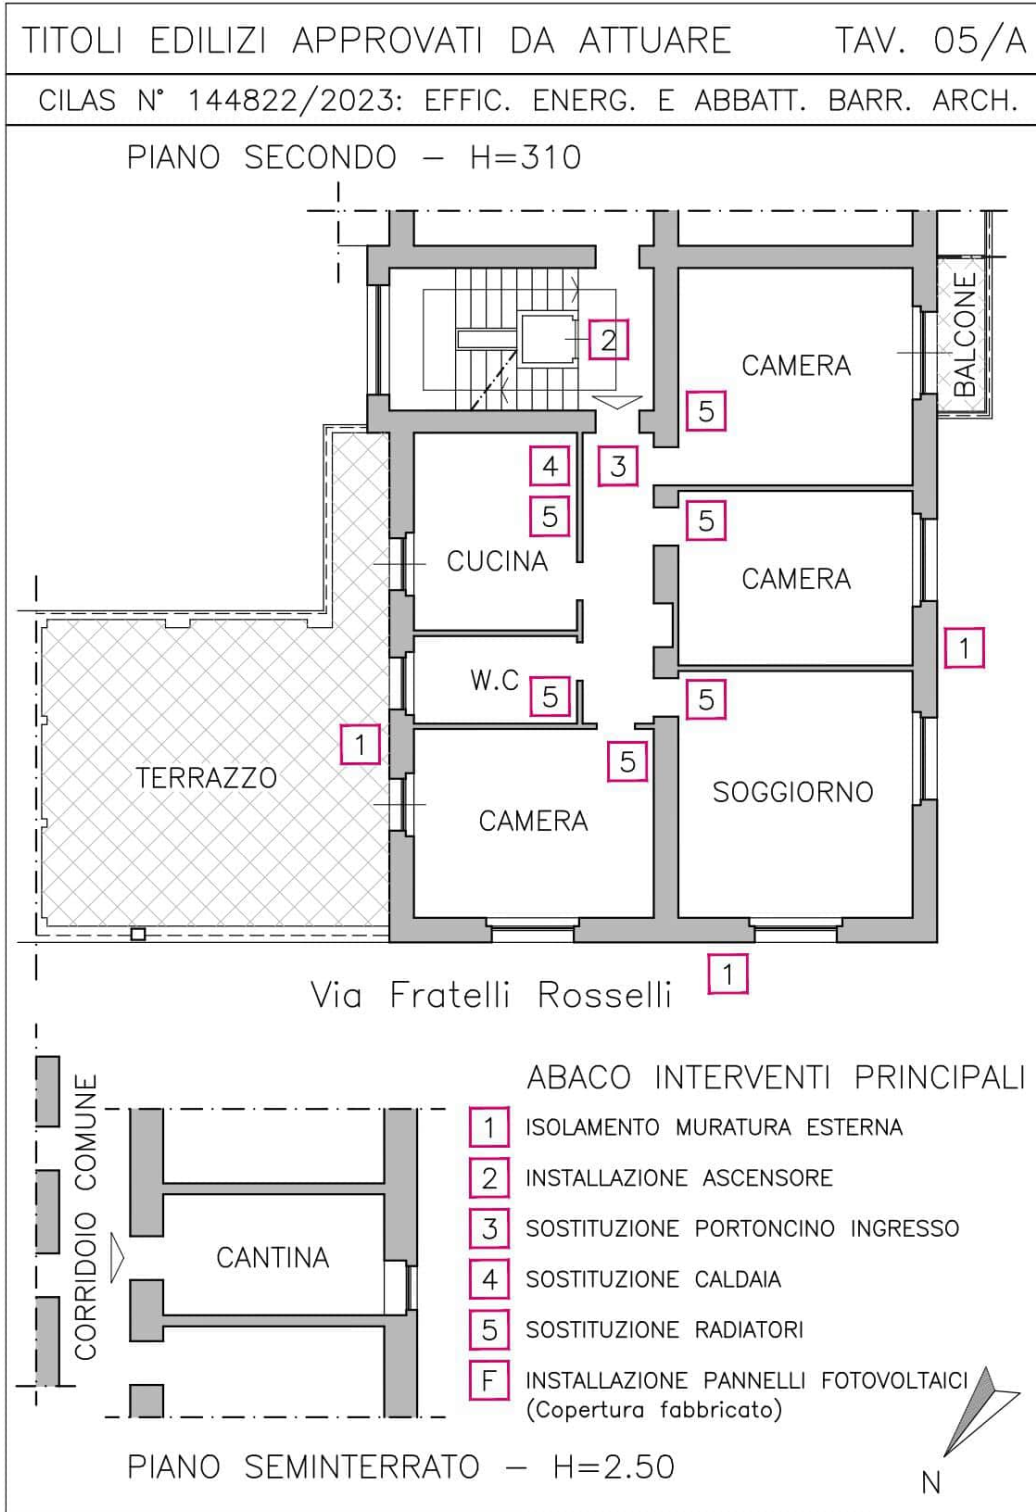 TITOLI EDILIZI APPROVATI DA ATTUARE TAV. 05/A
CILAS N° 144822/2023: EFFIC. ENERG. E ABBATT. BARR. ARCH.
PIANO SECONDO – H=310
BALCONE
2
CAMERA
5
4
3
5
5
CUCINA
CAMERA
1
W.C
5
5
1
5
TERRAZZO
SOGGIORNO
CAMERA
1
Via Fratelli Rosselli
CORRIDOIO COMUNE
CANTINA
ABACO INTERVENTI PRINCIPALI
1 ISOLAMENTO MURATURA ESTERNA
2 INSTALLAZIONE ASCENSORE
3 SOSTITUZIONE PORTONCINO INGRESSO
4 SOSTITUZIONE CALDAIA
5 SOSTITUZIONE RADIATORI
F INSTALLAZIONE PANNELLI FOTOVOLTAICI
(Copertura fabbricato)
PIANO SEMINTERRATO – H=2.50
N